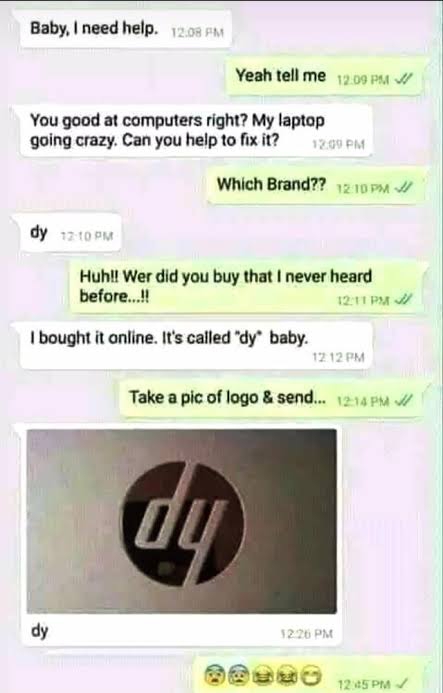 Baby, I need help. 12:08 PM
Yeah tell me 12:09 PM
You good at computers right? My laptop
going crazy. Can you help to fix it? 12:09 PM
Which Brand?? 12:10 PM
dy 12:10 PM
Huh!! Wer did you buy that I never heard
before...!! 12:11 PM
I bought it online. It's called "dy" baby.
12:12 PM
Take a pic of logo & send... 12:14 PM
dy
dy 12:26 PM
12:45 PM